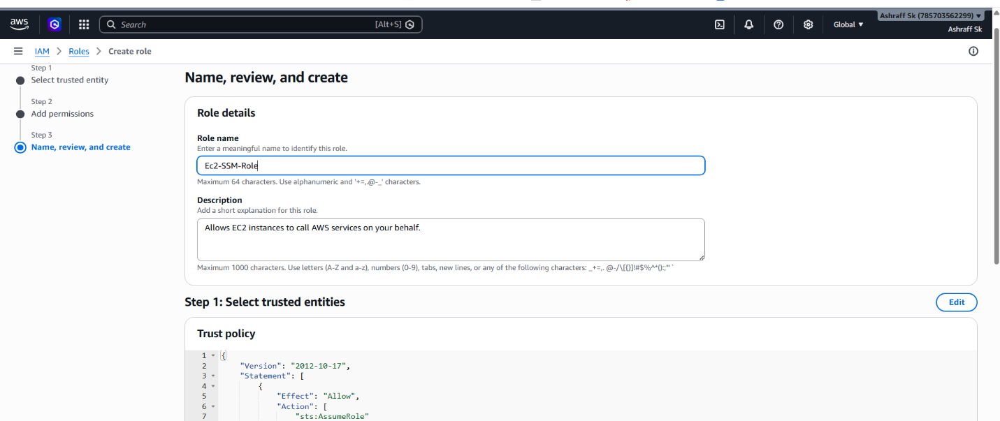 aws
Search [Alt+S]
Global
Ashraff Sk (785703562299)
Ashraff Sk
IAM > Roles > Create role
Step 1
Select trusted entity
Step 2
Add permissions
Step 3
Name, review, and create
Name, review, and create
Role details
Role name
Enter a meaningful name to identify this role.
Ec2-SSM-Role
Maximum 64 characters. Use alphanumeric and '+=,.@-_' characters.
Description
Add a short explanation for this role.
Allows EC2 instances to call AWS services on your behalf.
Maximum 1000 characters. Use letters (A-Z and a-z), numbers (0-9), tabs, new lines, or any of the following characters: _+=,. @-/\[{}]!#$%^*();:"'`
Step 1: Select trusted entities
Edit
Trust policy
1 {
2 "Version": "2012-10-17",
3 "Statement": [
4 {
5 "Effect": "Allow",
6 "Action": [
7 "sts:AssumeRole"